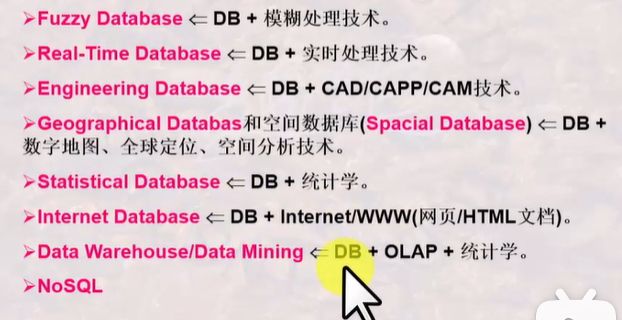 ➢Fuzzy Database ⇐ DB + 模糊处理技术。
➢Real-Time Database ⇐ DB + 实时处理技术。
➢Engineering Database ⇐ DB + CAD/CAPP/CAM技术。
➢Geographical Databas和空间数据库(Spacial Database) ⇐ DB +
数字地图、全球定位、空间分析技术。
➢Statistical Database ⇐ DB + 统计学。
➢Internet Database ⇐ DB + Internet/WWW(网页/HTML文档)。
➢Data Warehouse/Data Mining ⇐ DB + OLAP + 统计学。
➢NoSQL